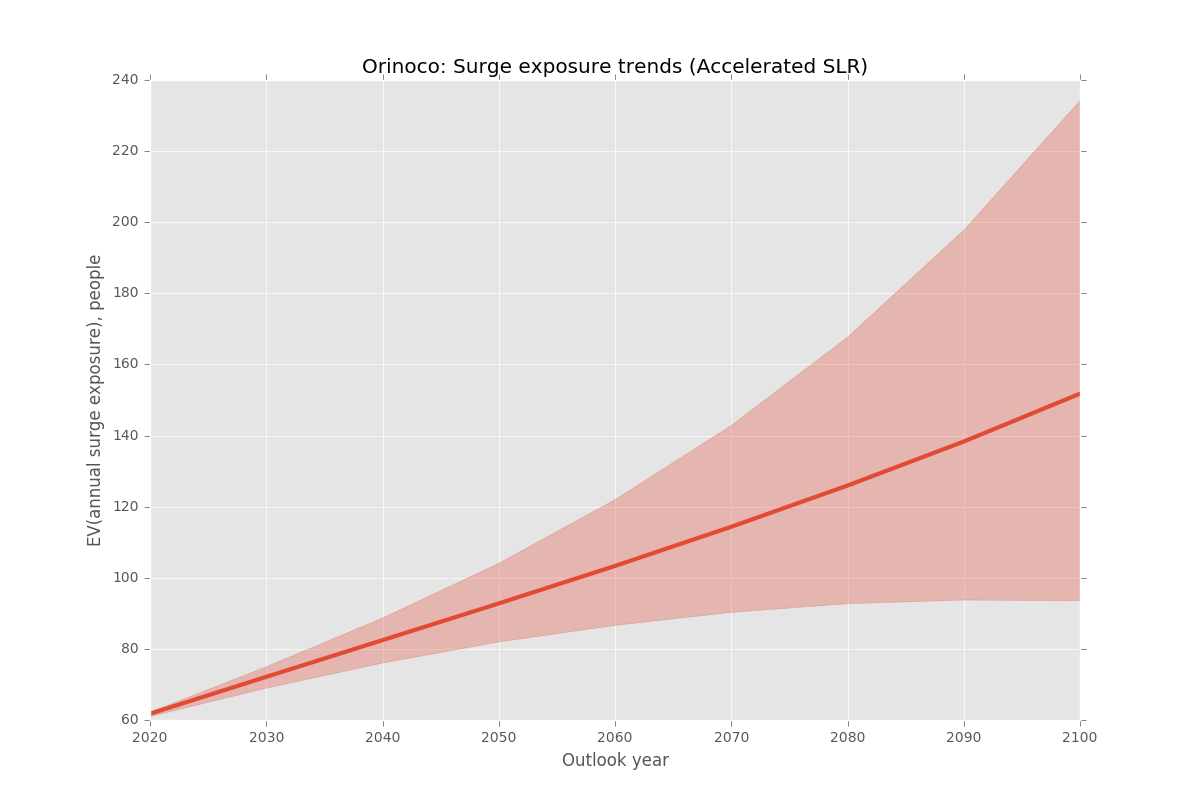 Orinoco: Surge exposure trends (Accelerated SLR)
240
220
200
180
160
140
120
100
80
60
EV(annual surge exposure), people
2020 2030 2040 2050 2060 2070 2080 2090 2100
Outlook year